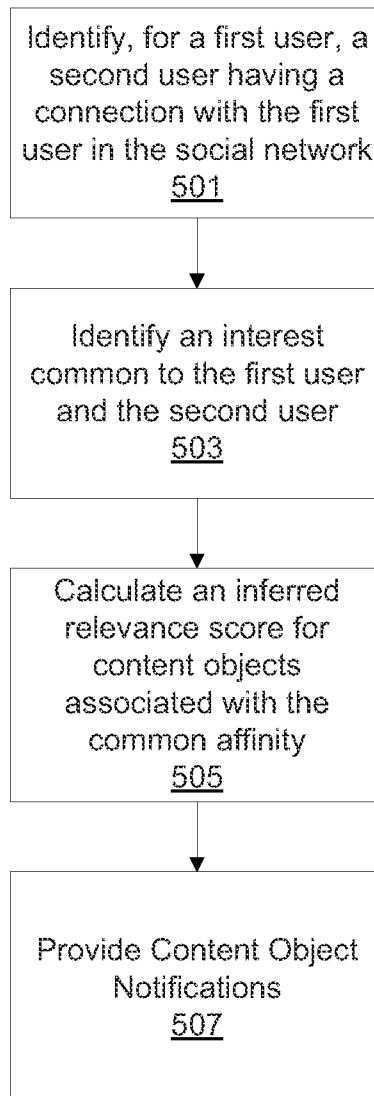 Identify, for a first user, a
second user having a
connection with the first
user in the social network
501
Identify an interest
common to the first user
and the second user
503
Calculate an inferred
relevance score for
content objects
associated with the
common affinity
505
Provide Content Object
Notifications
507